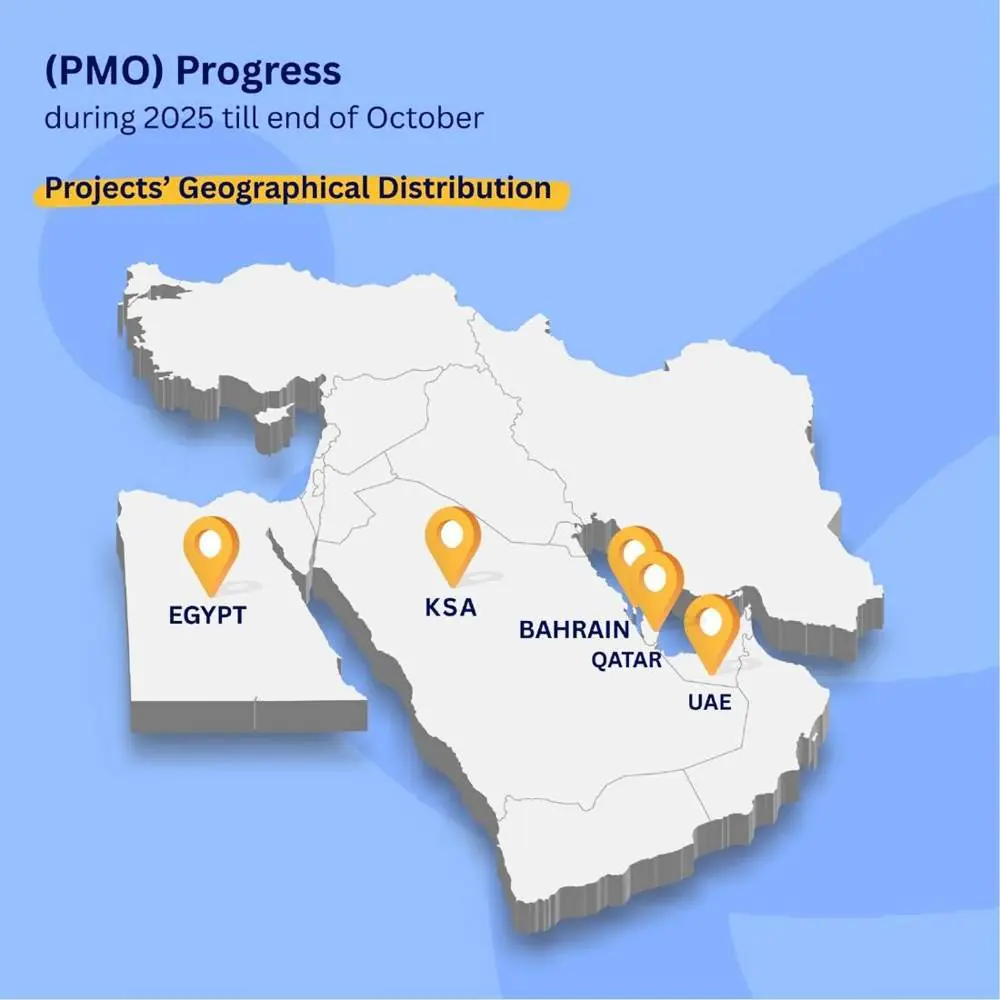 (PMO) Progress
during 2025 till end of October
Projects’ Geographical Distribution
EGYPT
KSA
BAHRAIN
QATAR
UAE